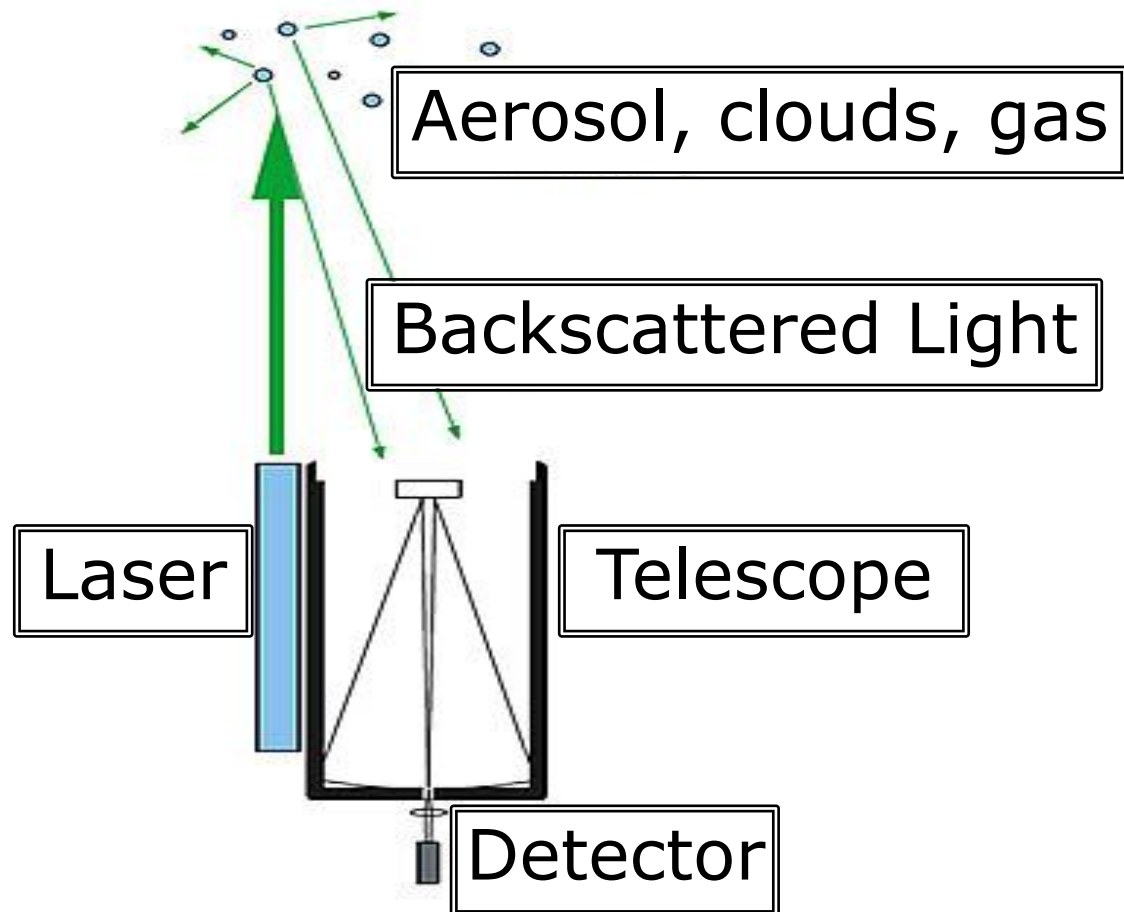 Aerosol, clouds, gas
Backscattered Light
Laser
Telescope
Detector